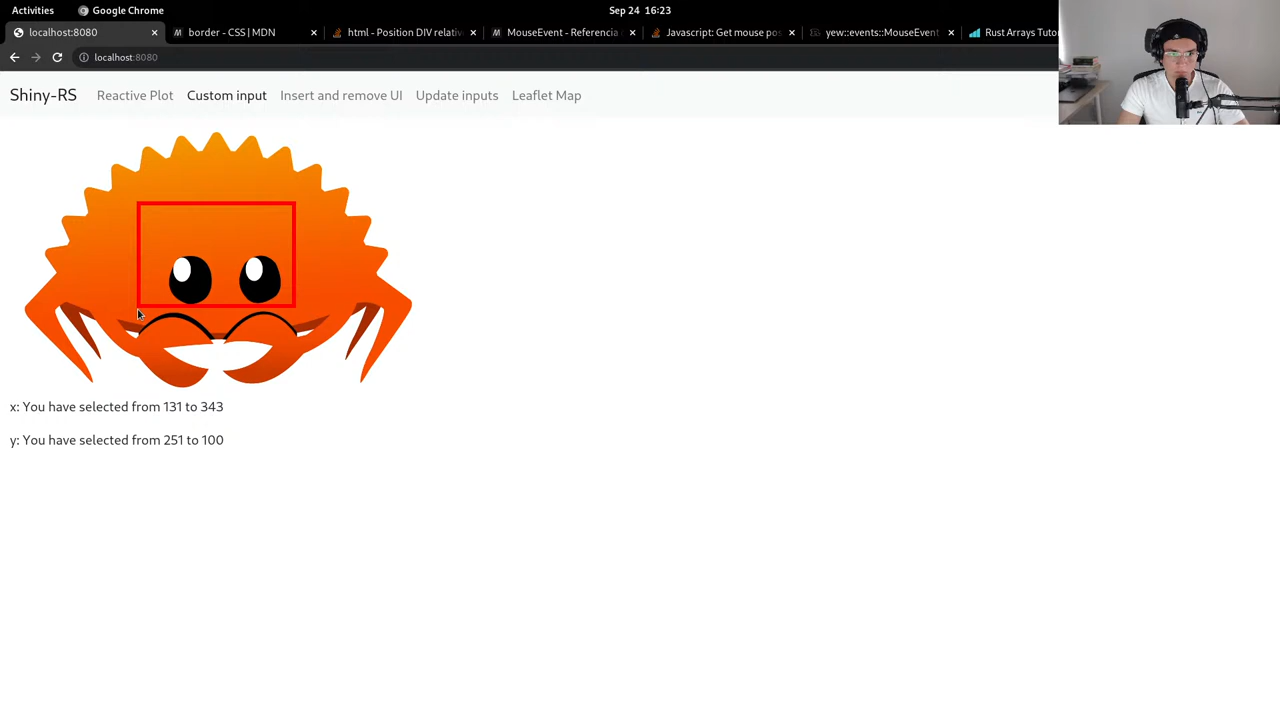 Activities Google Chrome Sep 24 16:23
localhost:8080 border - CSS | MDN html - Position DIV relativ MouseEvent - Referencia Javascript: Get mouse pos yew::events::MouseEvent Rust Arrays Tuto
localhost:8080
Shiny-RS Reactive Plot Custom input Insert and remove UI Update inputs Leaflet Map
x: You have selected from 131 to 343
y: You have selected from 251 to 100